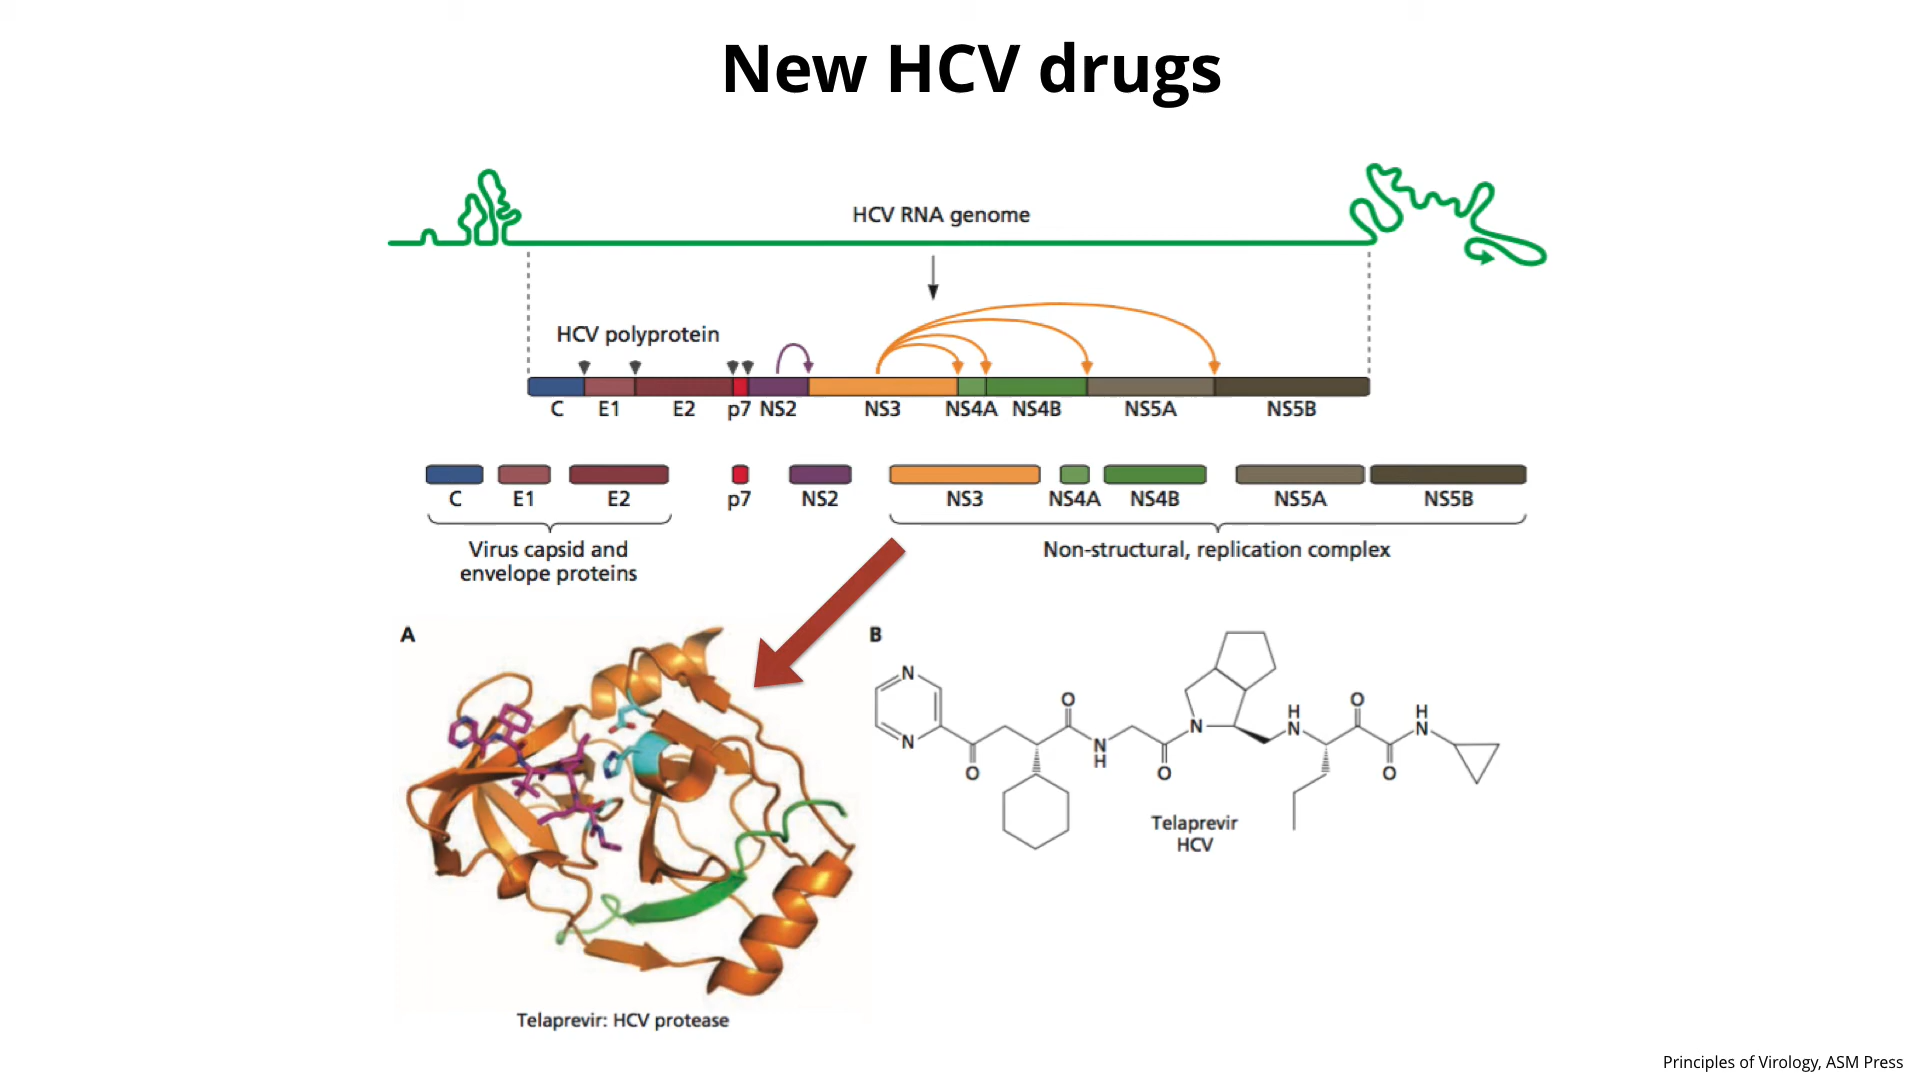 New HCV drugs
HCV RNA genome
HCV polyprotein
C E1 E2 p7 NS2 NS3 NS4A NS4B NS5A NS5B
C E1 E2 p7 NS2 NS3 NS4A NS4B NS5A NS5B
Virus capsid and
envelope proteins
Non-structural, replication complex
A
Telaprevir: HCV protease
B
N
N
O
O
N
H
O
N
H
N
O
O
H
N
Telaprevir
HCV
Principles of Virology, ASM Press